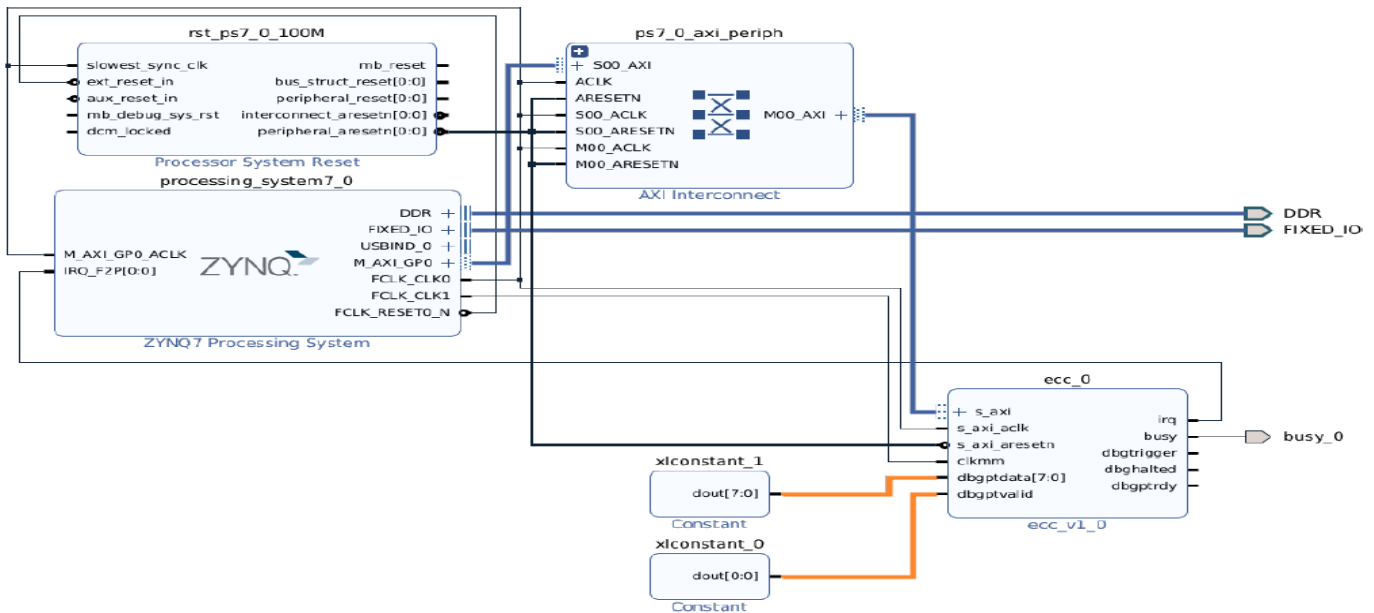 rst_ps7_0_100M
slowest_sync_clk
ext_reset_in
aux_reset_in
mb_debug_sys_rst
dcm_locked
mb_reset
bus_struct_reset[0:0]
peripheral_reset[0:0]
interconnect_aresetn[0:0]
peripheral_aresetn[0:0]
Processor System Reset
ps7_0_axi_periph
S00_AXI
ACLK
ARESETN
S00_ACLK
S00_ARESETN
M00_ACLK
M00_ARESETN
M00_AXI
AXI Interconnect
processing_system7_0
M_AXI_GP0_ACLK
IRQ_F2P[0:0]
ZYNQ
DDR
FIXED_IO
USBIND_0
M_AXI_GP0
FCLK_CLK0
FCLK_CLK1
FCLK_RESET0_N
ZYNQ7 Processing System
DDR
FIXED_IO
ecc_0
s_axi
s_axi_aclk
s_axi_aresetn
clkmm
dbgptdata[7:0]
dbgptvalid
irq
busy
dbgtrigger
dbghalted
dbgptrdy
ecc_v1_0
busy_0
xlconstant_1
dout[7:0]
Constant
xlconstant_0
dout[0:0]
Constant